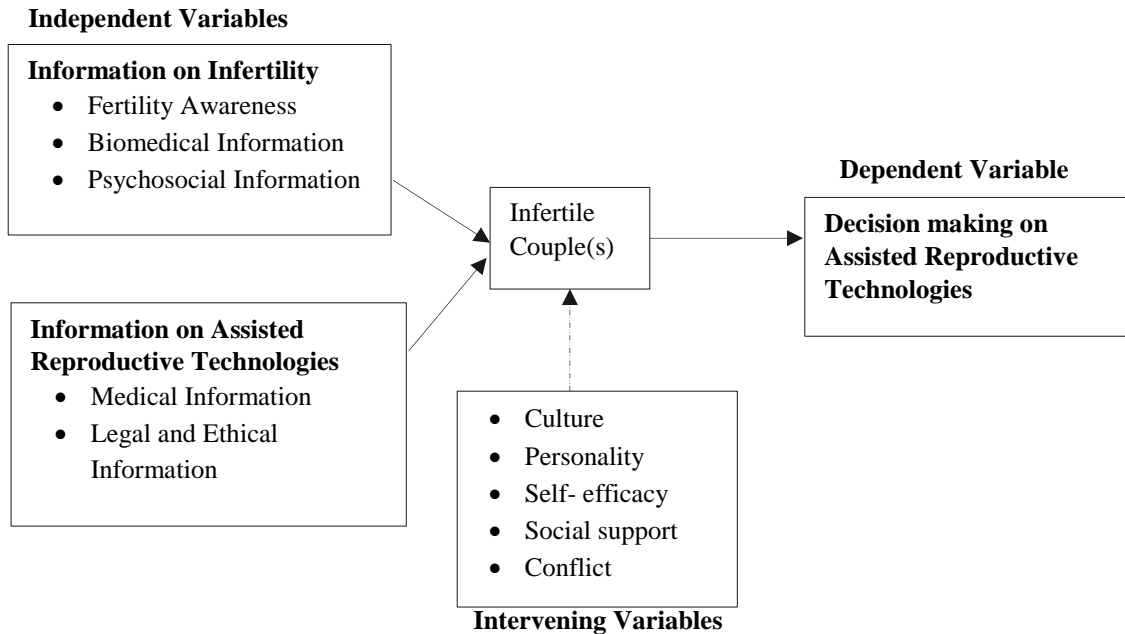 Independent Variables
Information on Infertility
• Fertility Awareness
• Biomedical Information
• Psychosocial Information
Information on Assisted
Reproductive Technologies
• Medical Information
• Legal and Ethical
Information
Infertile
Couple(s)
• Culture
• Personality
• Self- efficacy
• Social support
• Conflict
Intervening Variables
Dependent Variable
Decision making on
Assisted Reproductive
Technologies